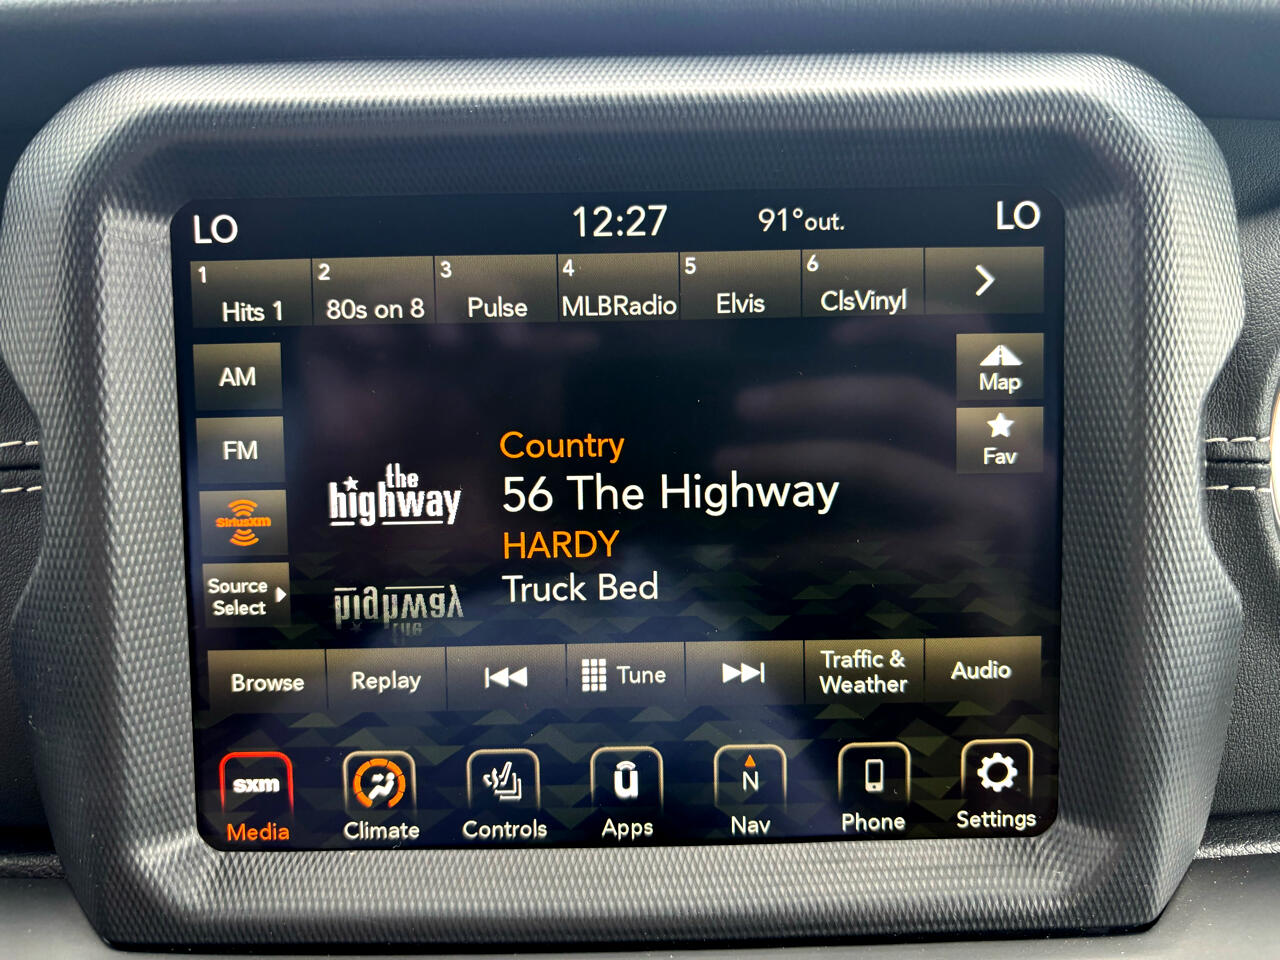 LO 12:27 91°out. LO
1 Hits 1
2 80s on 8
3 Pulse
4 MLBRadio
5 Elvis
6 ClsVinyl
AM
FM
SiriusXM
Source
Select
Map
Fav
the
highway
Country
56 The Highway
HARDY
Truck Bed
highway
the
Browse
Replay
Tune
Traffic &
Weather
Audio
sxm
Media
Climate
Controls
u
Apps
N
Nav
Phone
Settings